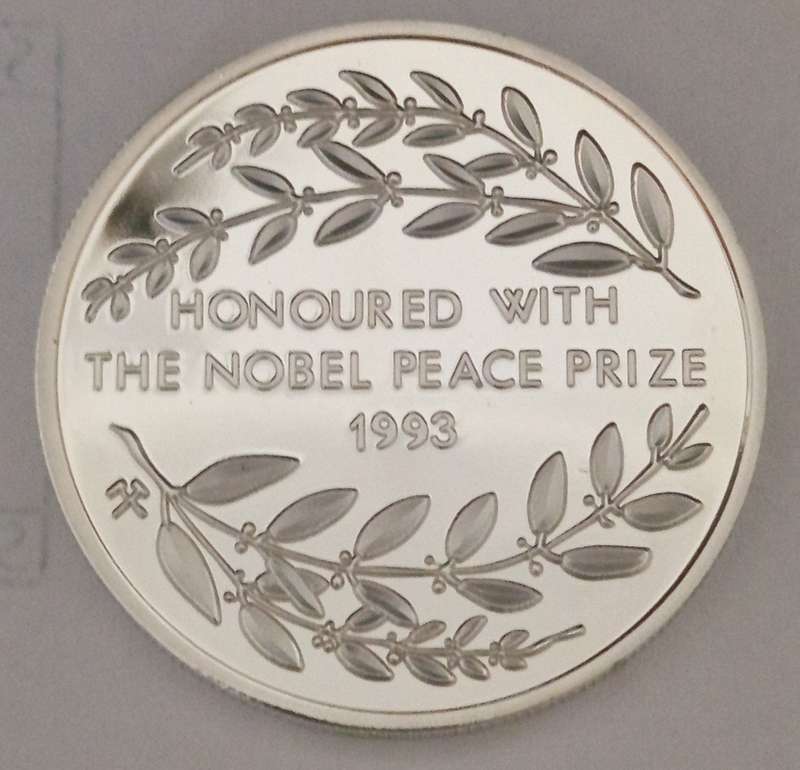 HONOURED WITH
THE NOBEL PEACE PRIZE
1993